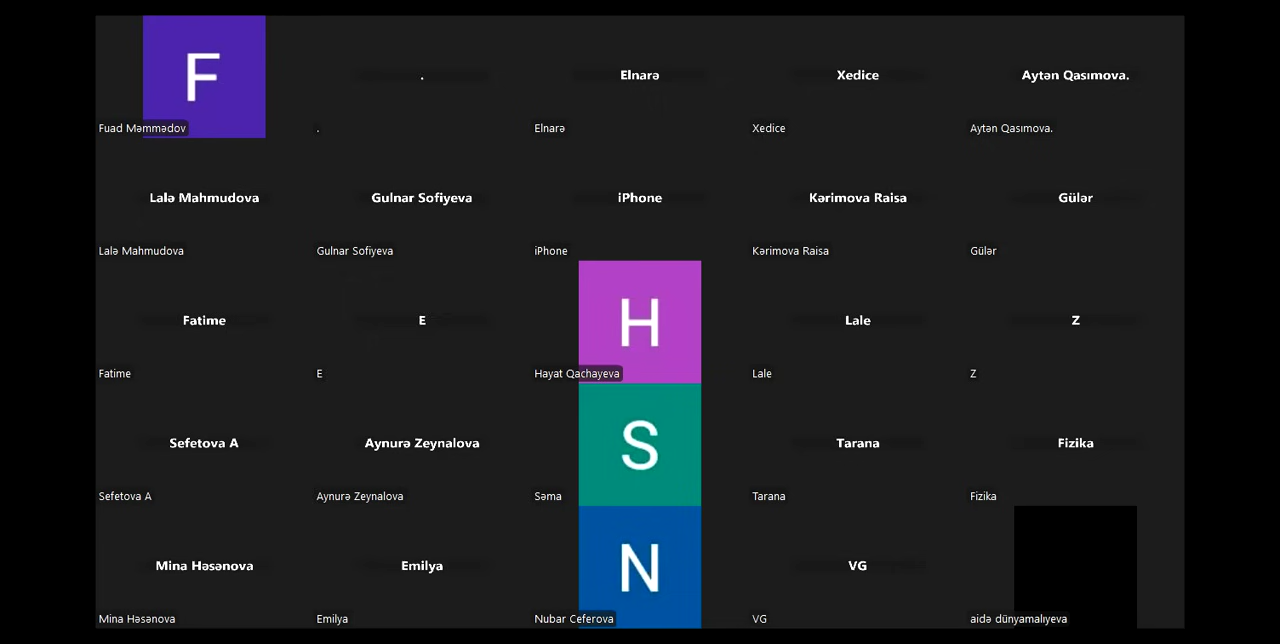 F
Fuad Məmmədov
.
.
Elnarə
Elnarə
Xedice
Xedice
Aytən Qasımova.
Aytən Qasımova.
Lalə Mahmudova
Lalə Mahmudova
Gulnar Sofiyeva
Gulnar Sofiyeva
iPhone
iPhone
Kərimova Raisa
Kərimova Raisa
Gülər
Gülər
Fatime
Fatime
E
E
H
Hayat Qachayeva
Lale
Lale
Z
Z
Sefetova A
Sefetova A
Aynurə Zeynalova
Aynurə Zeynalova
S
Səma
Tarana
Tarana
Fizika
Fizika
Mina Həsənova
Mina Həsənova
Emilya
Emilya
N
Nubar Ceferova
VG
VG
aidə dünyamalıyeva